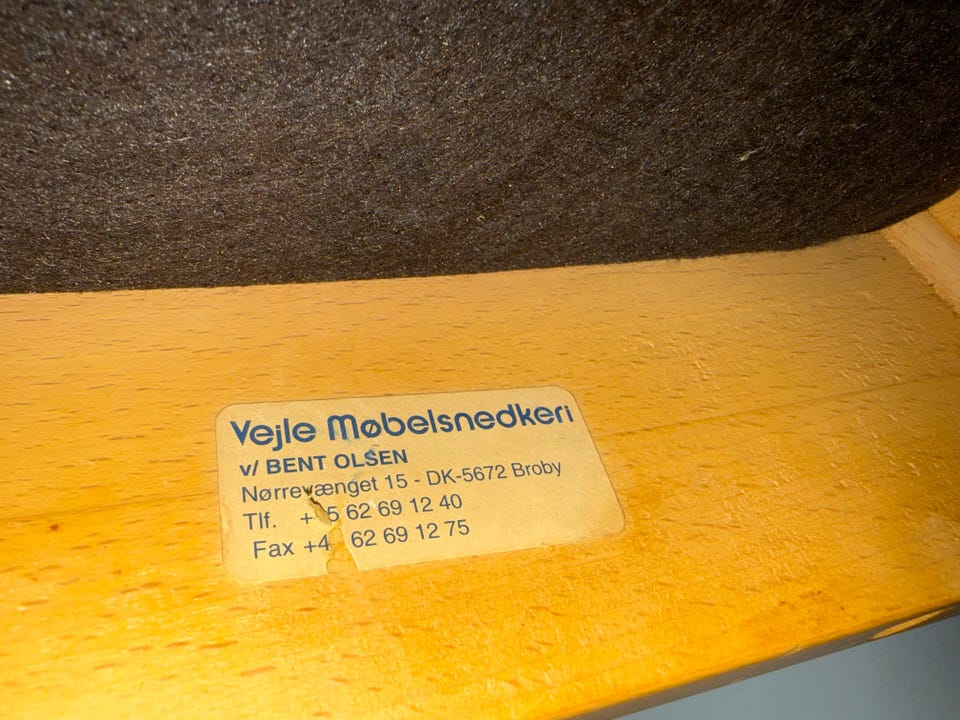 Vejle Møbelsnedkeri
v/ BENT OLSEN
Nørrevænget 15 - DK-5672 Broby
Tlf. + 5 62 69 12 40
Fax +4 62 69 12 75